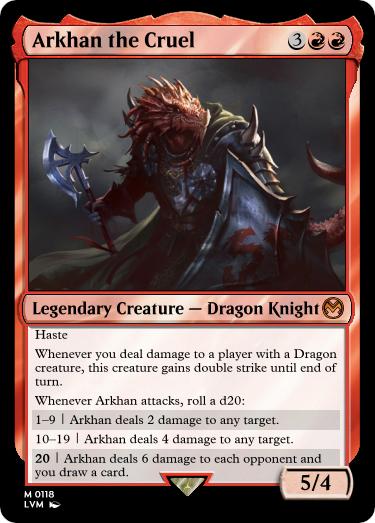 Arkhan the Cruel 3
Legendary Creature — Dragon Knight
Haste
Whenever you deal damage to a player with a Dragon
creature, this creature gains double strike until end of
turn.
Whenever Arkhan attacks, roll a d20:
1–9 | Arkhan deals 2 damage to any target.
10–19 | Arkhan deals 4 damage to any target.
20 | Arkhan deals 6 damage to each opponent and
you draw a card.
5/4
M 0118
LVM